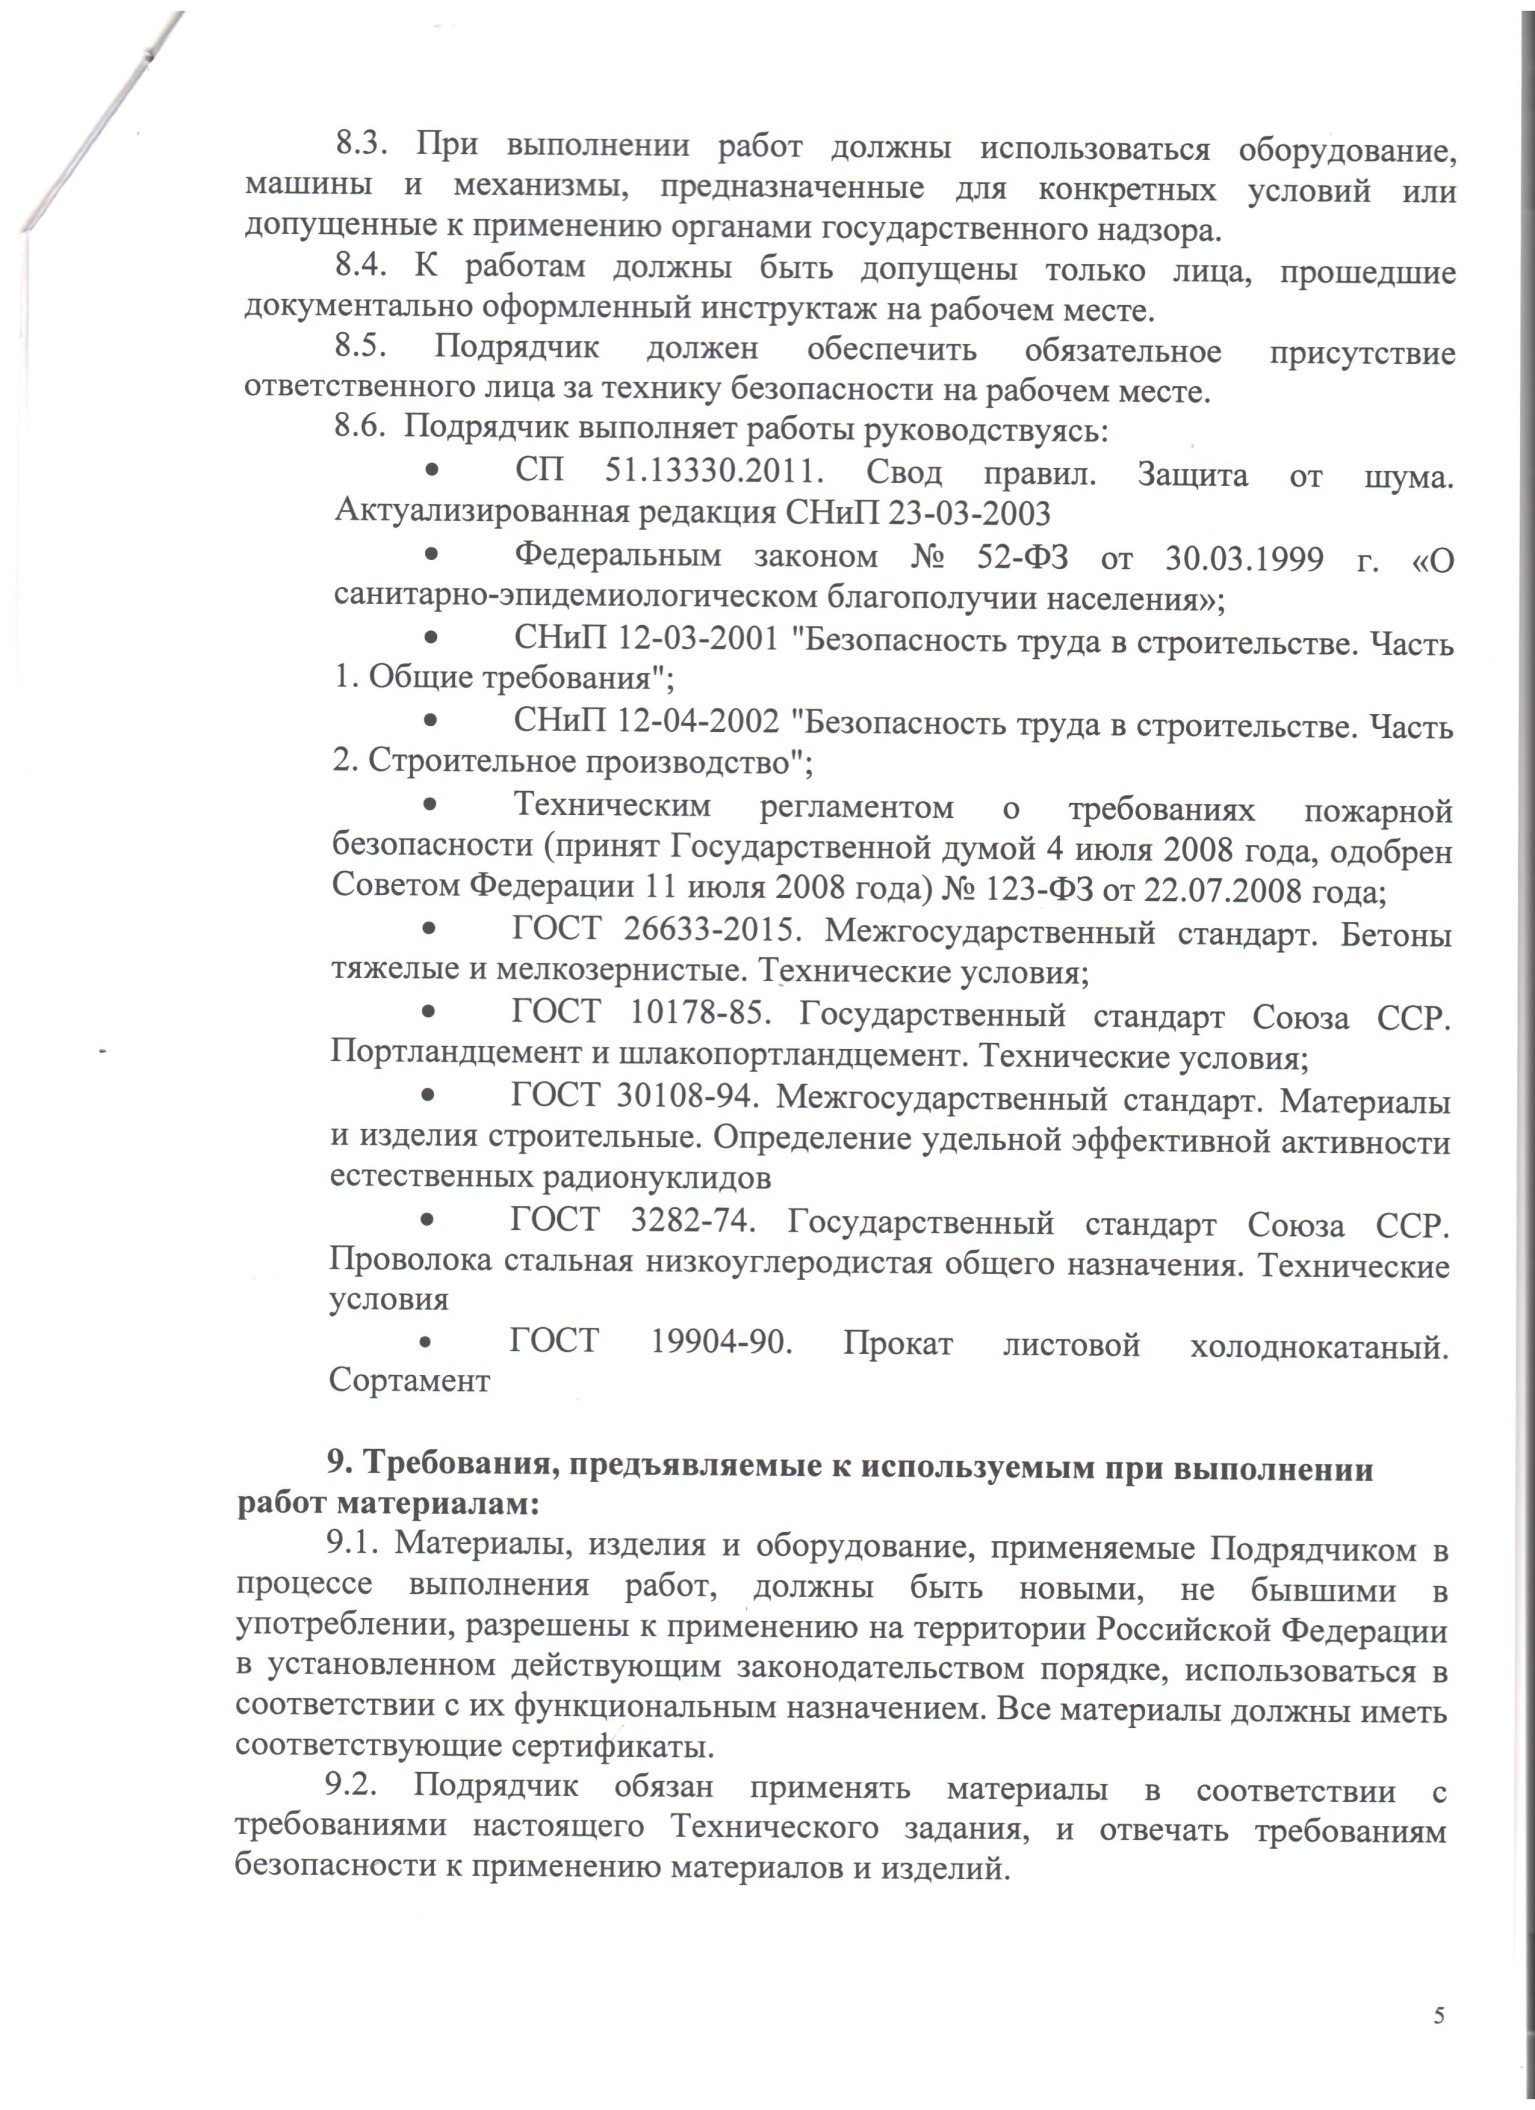 8.3. При выполнении работ должны использоваться оборудование,
машины и механизмы, предназначенные для конкретных условий или
допущенные к применению органами государственного надзора.
8.4. К работам должны быть допущены только лица, прошедшие
документально оформленный инструктаж на рабочем месте.
8.5. Подрядчик должен обеспечить обязательное присутствие
ответственного лица за технику безопасности на рабочем месте.
8.6. Подрядчик выполняет работы руководствуясь:
• СП 51.13330.2011. Свод правил. Защита от шума.
Актуализированная редакция СНиП 23-03-2003
• Федеральным законом № 52-ФЗ от 30.03.1999 г. «О
санитарно-эпидемиологическом благополучии населения»;
• СНиП 12-03-2001 "Безопасность труда в строительстве. Часть
1. Общие требования";
• СНиП 12-04-2002 "Безопасность труда в строительстве. Часть
2. Строительное производство";
• Техническим регламентом о требованиях пожарной
безопасности (принят Государственной думой 4 июля 2008 года, одобрен
Советом Федерации 11 июля 2008 года) № 123-ФЗ от 22.07.2008 года;
• ГОСТ 26633-2015. Межгосударственный стандарт. Бетоны
тяжелые и мелкозернистые. Технические условия;
• ГОСТ 10178-85. Государственный стандарт Союза ССР.
Портландцемент и шлакопортландцемент. Технические условия;
• ГОСТ 30108-94. Межгосударственный стандарт. Материалы
и изделия строительные. Определение удельной эффективной активности
естественных радионуклидов
• ГОСТ 3282-74. Государственный стандарт Союза ССР.
Проволока стальная низкоуглеродистая общего назначения. Технические
условия
• ГОСТ 19904-90. Прокат листовой холоднокатаный.
Сортамент
9. Требования, предъявляемые к используемым при выполнении
работ материалам:
9.1. Материалы, изделия и оборудование, применяемые Подрядчиком в
процессе выполнения работ, должны быть новыми, не бывшими в
употреблении, разрешены к применению на территории Российской Федерации
в установленном действующим законодательством порядке, использоваться в
соответствии с их функциональным назначением. Все материалы должны иметь
соответствующие сертификаты.
9.2. Подрядчик обязан применять материалы в соответствии с
требованиями настоящего Технического задания, и отвечать требованиям
безопасности к применению материалов и изделий.
5